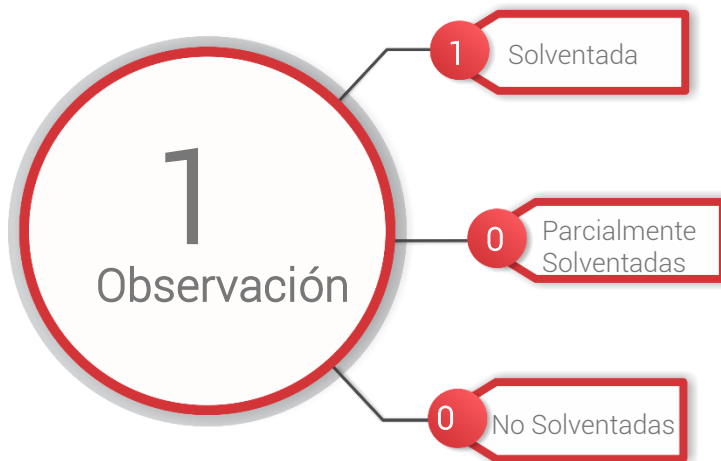 1
Observación
1
Solventada
0
Parcialmente
Solventadas
0
No Solventadas